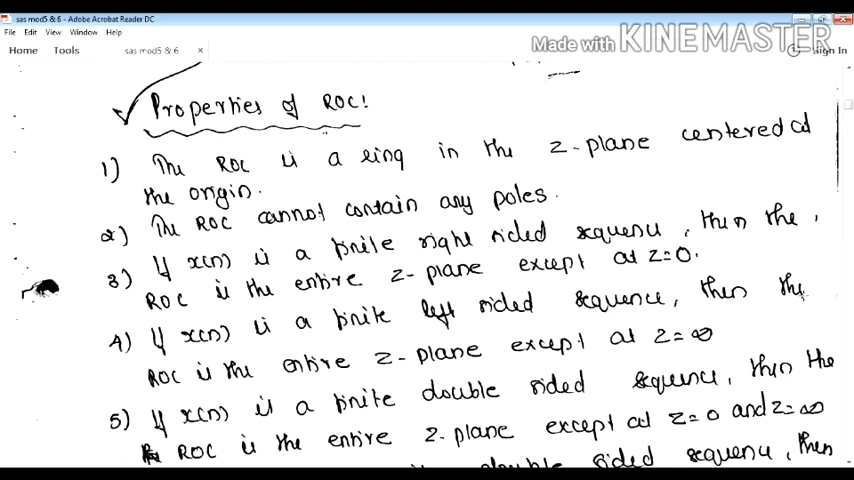 sas mod5 & 6 - Adobe Acrobat Reader DC
File Edit View Window Help
Home Tools sas mod5 & 6 × Sign In
Made with KINEMASTER
Properties of ROC!
1) The ROC is a ring in the z-plane centered at
the origin.
2) The ROC cannot contain any poles.
3) If x(n) is a finite right sided sequence, then the
ROC is the entire z-plane except at z=0.
4) If x(n) is a finite left sided sequence, then the
ROC is the entire z-plane except at z=∞
5) If x(n) is a finite double sided sequence, then the
ROC is the entire z-plane except at z=0 and z=∞
double sided sequence, then